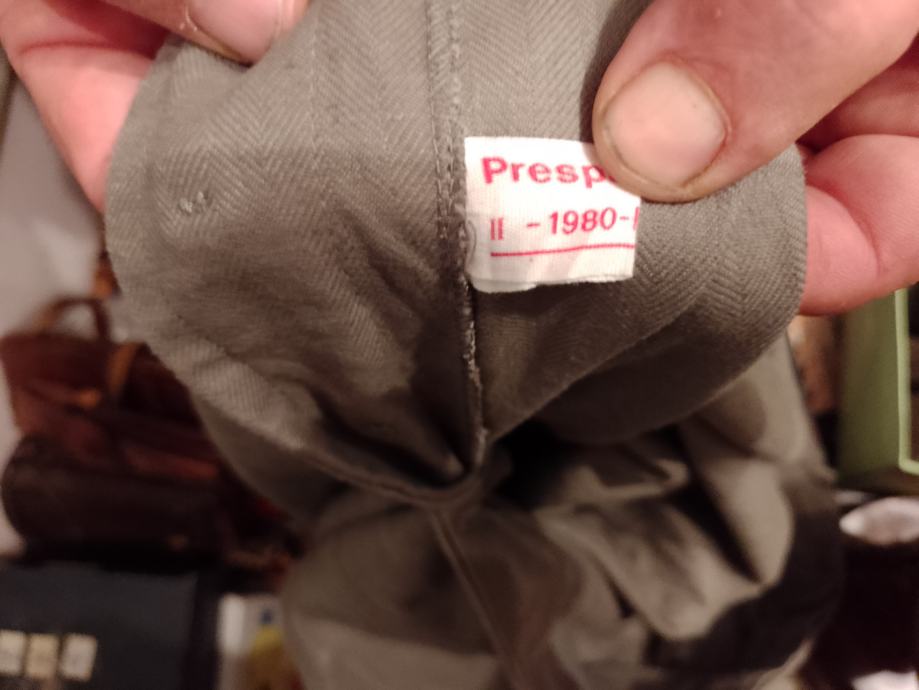 Presp
II - 1980-